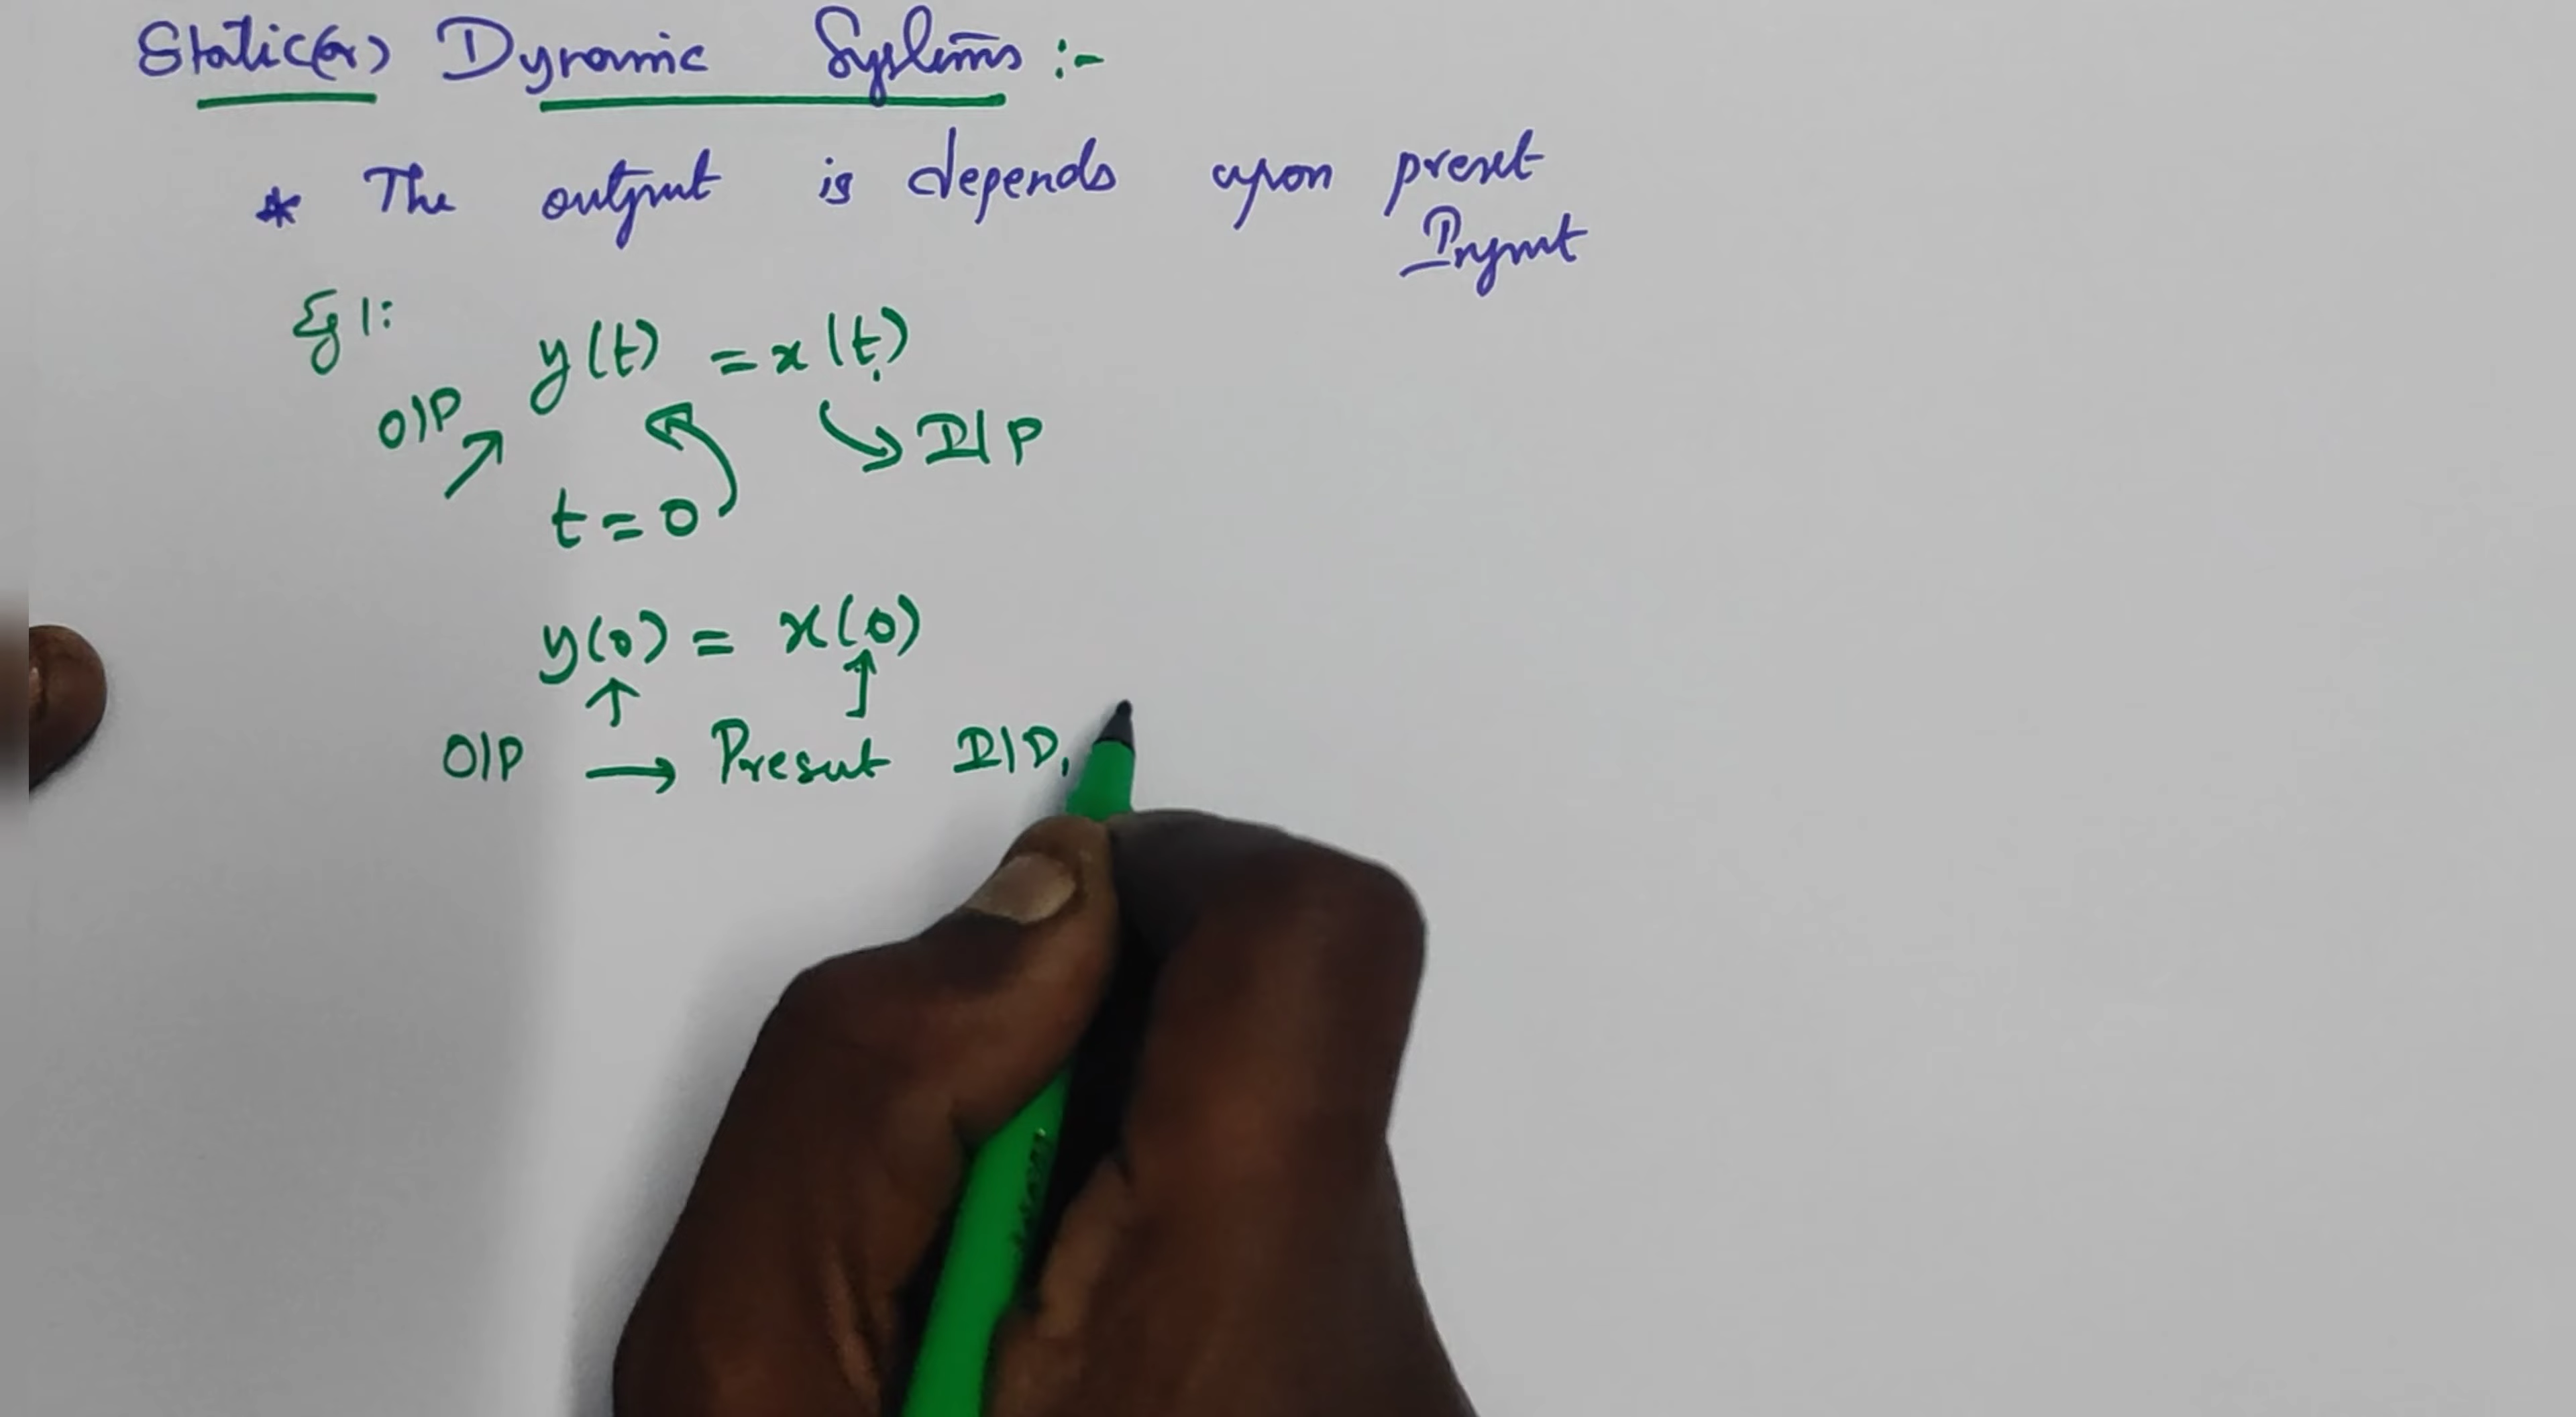 Static(or) Dynamic Systems :-
* The output is depends upon present
Input
Eg 1:
y(t) = x(t)
O/P
I/P
t=0
y(0) = x(0)
O/P → Present I/P,